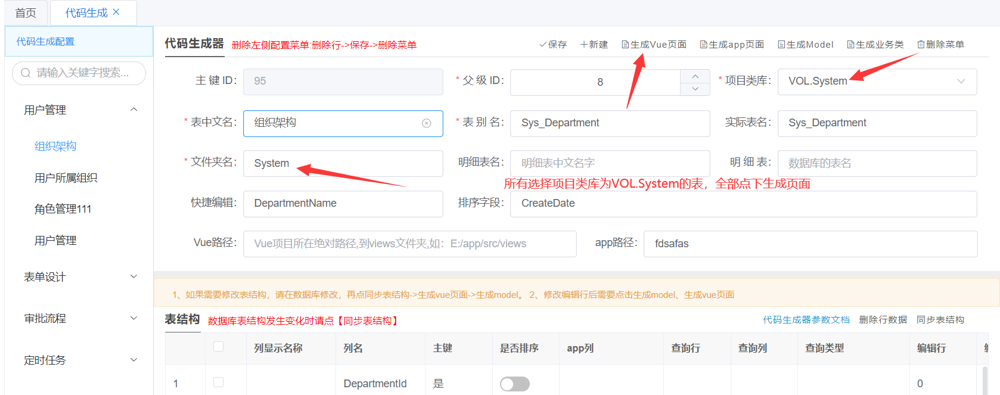 首页 代码生成
代码生成配置
请输入关键字搜索...
用户管理
组织架构
用户所属组织
角色管理111
用户管理
表单设计
审批流程
定时任务
代码生成器 删除左侧配置菜单:删除行->保存->删除菜单 保存 新建 生成Vue页面 生成app页面 生成Model 生成业务类 删除菜单
主 键 ID: 95 * 父 级 ID: 8 * 项目类库: VOL.System
* 表中文名: 组织架构 * 表 别 名: Sys_Department 实际表名: Sys_Department
* 文件夹名: System 明细表名: 明细表中文名字 明 细 表: 数据库的表名
所有选择项目类库为VOL.System的表，全部点下生成页面
快捷编辑: DepartmentName 排序字段: CreateDate
Vue路径: Vue项目所在绝对路径,到views文件夹,如：E:/app/src/views app路径: fdsafas
1、如果需要修改表结构，请在数据库修改，再点同步表结构->生成vue页面->生成model。 2、修改编辑行后需要点击生成model、生成vue页面
表结构 数据库表结构发生变化时请点【同步表结构】 代码生成器参数文档 删除行数据 同步表结构
列显示名称 列名 主键 是否排序 app列 查询行 查询列 查询类型 编辑行
1 DepartmentId 是 0